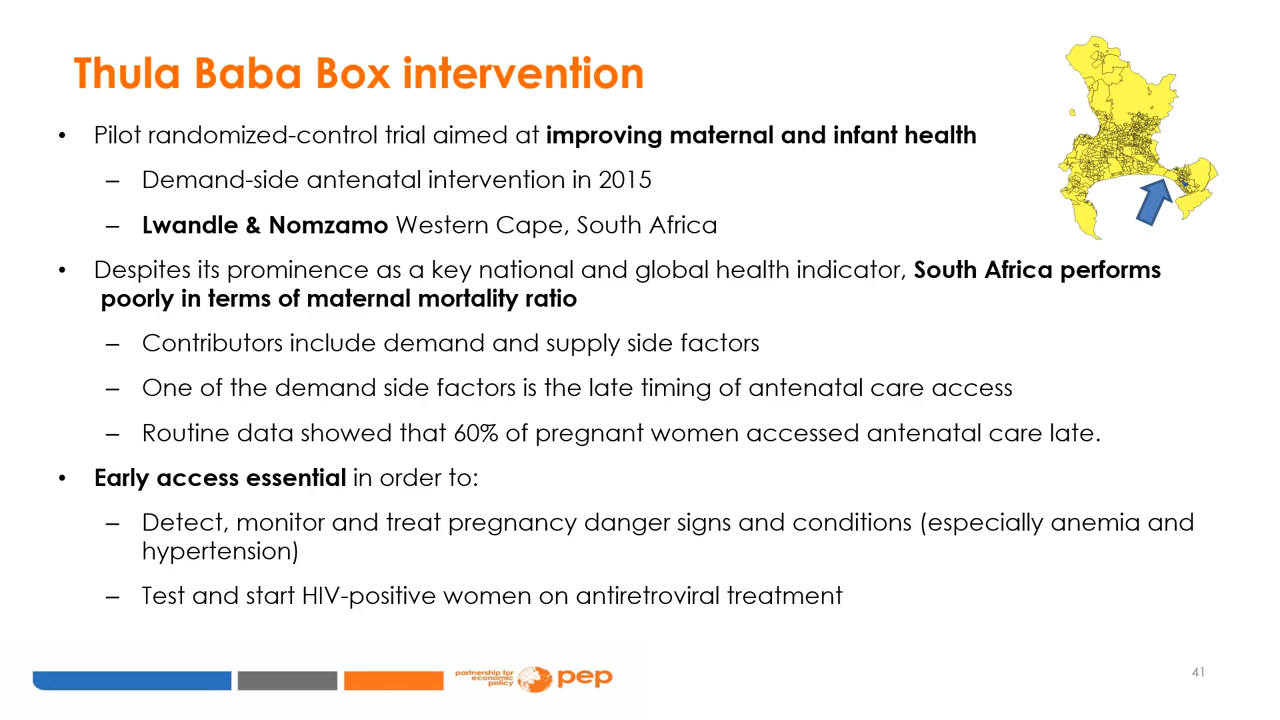 Thula Baba Box intervention
• Pilot randomized-control trial aimed at improving maternal and infant health
– Demand-side antenatal intervention in 2015
– Lwandle & Nomzamo Western Cape, South Africa
• Despites its prominence as a key national and global health indicator, South Africa performs
poorly in terms of maternal mortality ratio
– Contributors include demand and supply side factors
– One of the demand side factors is the late timing of antenatal care access
– Routine data showed that 60% of pregnant women accessed antenatal care late.
• Early access essential in order to:
– Detect, monitor and treat pregnancy danger signs and conditions (especially anemia and
hypertension)
– Test and start HIV-positive women on antiretroviral treatment
partnership for
economic
policy
pep
41